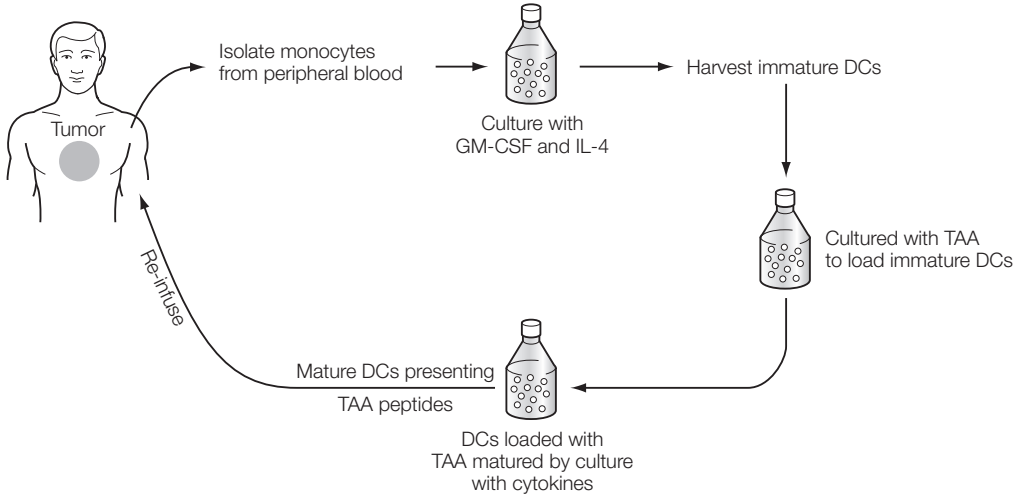 Tumor
Isolate monocytes
from peripheral blood
Culture with
GM-CSF and IL-4
Harvest immature DCs
Cultured with TAA
to load immature DCs
DCs loaded with
TAA matured by culture
with cytokines
Mature DCs presenting
TAA peptides
Re-infuse